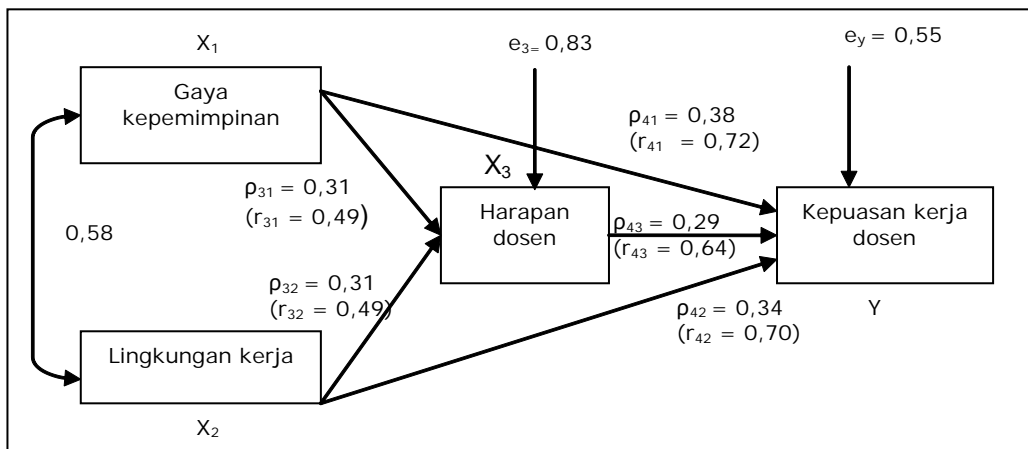 X₁
e₃₌ 0,83
eᵧ = 0,55
Gaya
kepemimpinan
ρ₄₁ = 0,38
(r₄₁ = 0,72)
X₃
ρ₃₁ = 0,31
(r₃₁ = 0,49)
Harapan
dosen
Kepuasan kerja
dosen
0,58
ρ₄₃ = 0,29
(r₄₃ = 0,64)
ρ₃₂ = 0,31
(r₃₂ = 0,49)
ρ₄₂ = 0,34
(r₄₂ = 0,70)
Y
Lingkungan kerja
X₂